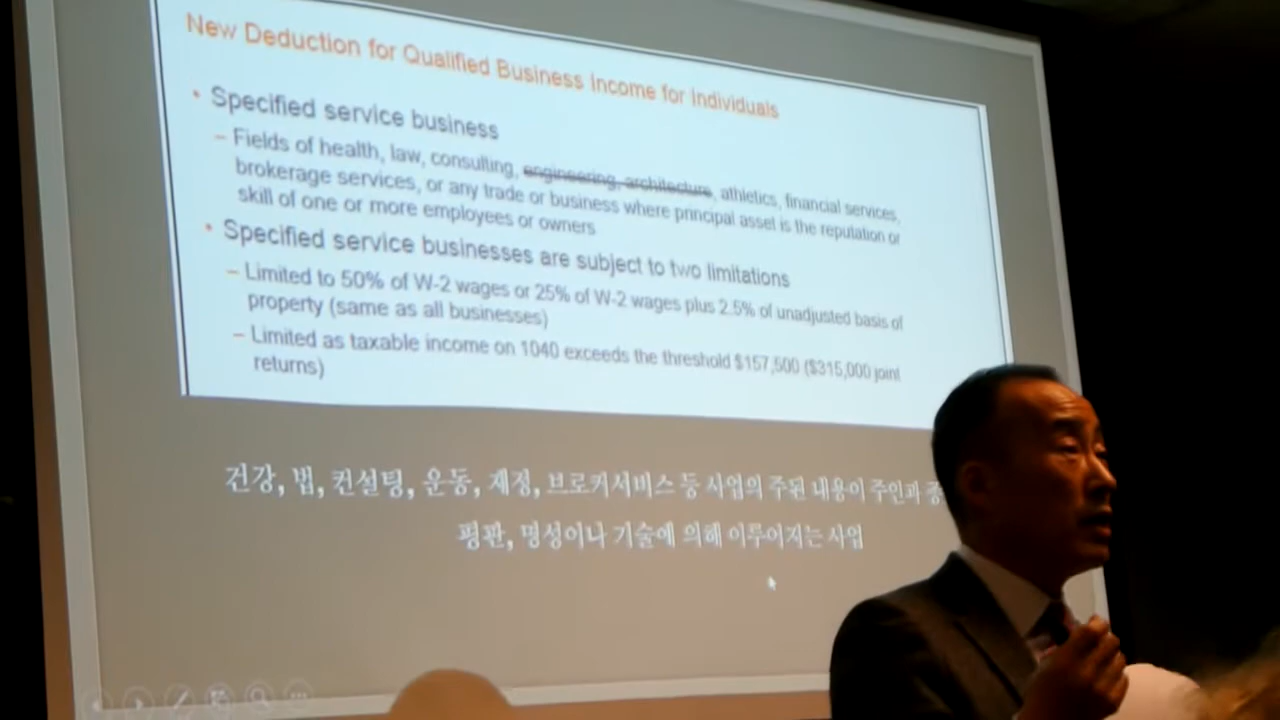 New Deduction for Qualified Business Income for Individuals
• Specified service business
– Fields of health, law, consulting, engineering, architecture, athletics, financial services,
brokerage services, or any trade or business where principal asset is the reputation or
skill of one or more employees or owners
• Specified service businesses are subject to two limitations
– Limited to 50% of W-2 wages or 25% of W-2 wages plus 2.5% of unadjusted basis of
property (same as all businesses)
– Limited as taxable income on 1040 exceeds the threshold $157,500 ($315,000 joint
returns)
건강, 법, 컨설팅, 운동, 재정, 브로커서비스 등 사업의 주된 내용이 주인과
평판, 명성이나 기술에 의해 이루어지는 사업